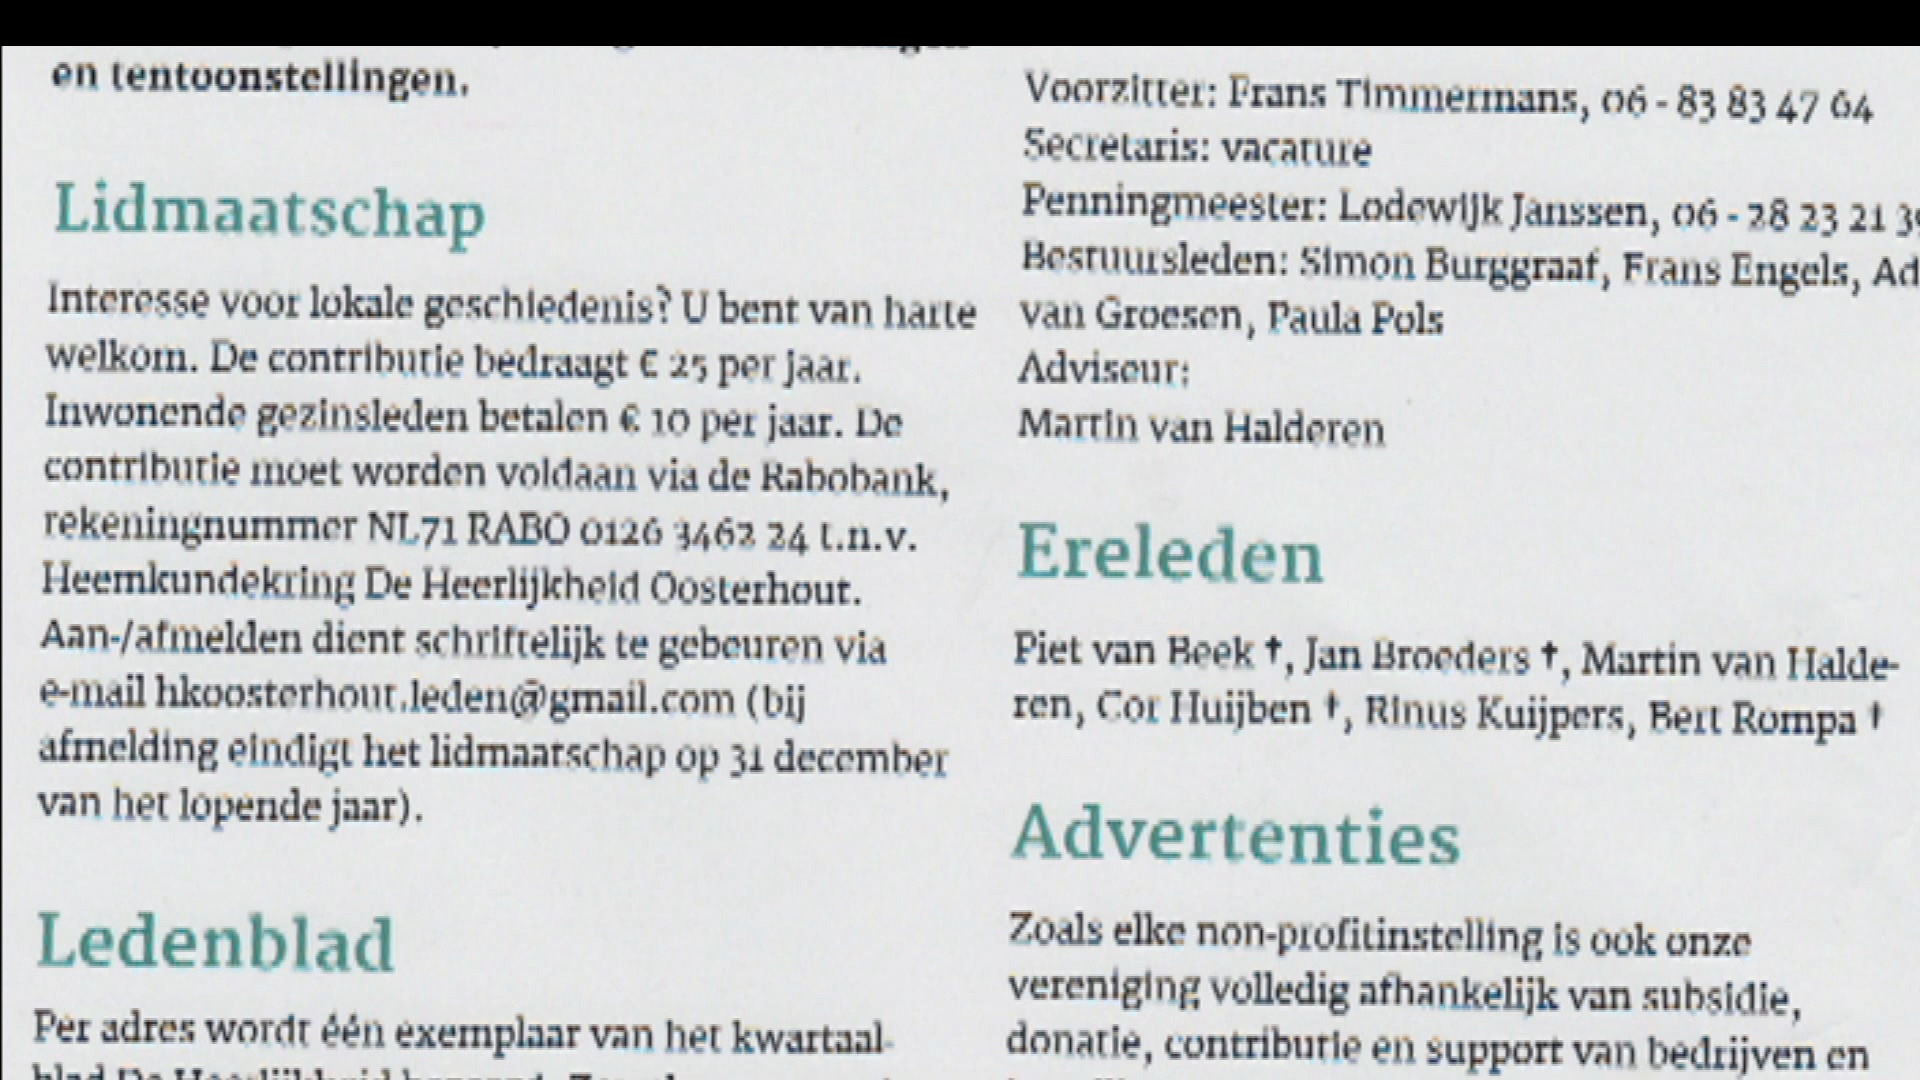 en tentoonstellingen.
Lidmaatschap
Interesse voor lokale geschiedenis? U bent van harte
welkom. De contributie bedraagt € 25 per jaar.
Inwonende gezinsleden betalen € 10 per jaar. De
contributie moet worden voldaan via de Rabobank,
rekeningnummer NL71 RABO 0126 3462 24 t.n.v.
Heemkundekring De Heerlijkheid Oosterhout.
Aan-/afmelden dient schriftelijk te gebeuren via
e-mail hkoosterhout.leden@gmail.com (bij
afmelding eindigt het lidmaatschap op 31 december
van het lopende jaar).
Ledenblad
Per adres wordt één exemplaar van het kwartaal-
blad De Heerlijkheid
Voorzitter: Frans Timmermans, 06 - 83 83 47 64
Secretaris: vacature
Penningmeester: Lodewijk Janssen, 06 - 28 23 21 39
Bestuursleden: Simon Burggraaf, Frans Engels, Ad
van Groesen, Paula Pols
Adviseur:
Martin van Halderen
Ereleden
Piet van Beek †, Jan Broeders †, Martin van Halde-
ren, Cor Huijben †, Rinus Kuijpers, Bert Rompa †
Advertenties
Zoals elke non-profitinstelling is ook onze
vereniging volledig afhankelijk van subsidie,
donatie, contributie en support van bedrijven en